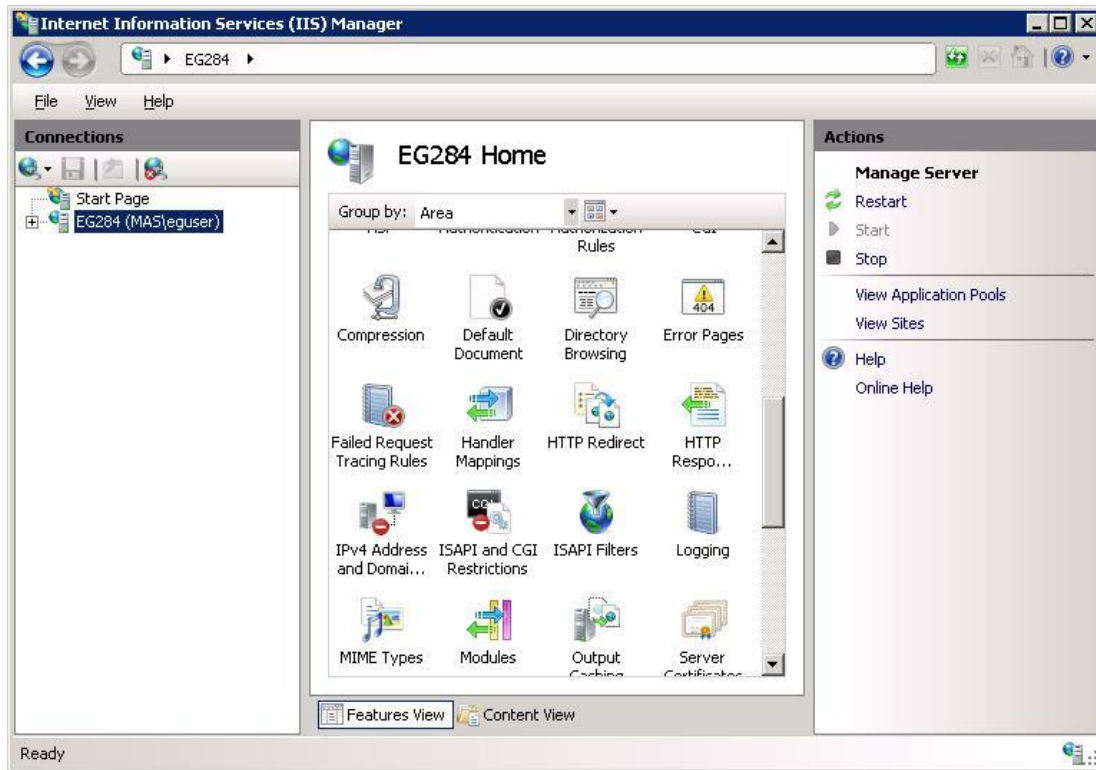 Internet Information Services (IIS) Manager
EG284
File View Help
Connections
Start Page
EG284 (MAS\eguser)
EG284 Home
Group by: Area
Rules
Compression
Default
Document
Directory
Browsing
404
Error Pages
Failed Request
Tracing Rules
Handler
Mappings
HTTP Redirect
HTTP
Respo...
IPv4 Address
and Domai...
CGI
ISAPI and CGI
Restrictions
ISAPI Filters
Logging
MIME Types
Modules
Output
Caching
Server
Certificates
Features View
Content View
Actions
Manage Server
Restart
Start
Stop
View Application Pools
View Sites
Help
Online Help
Ready